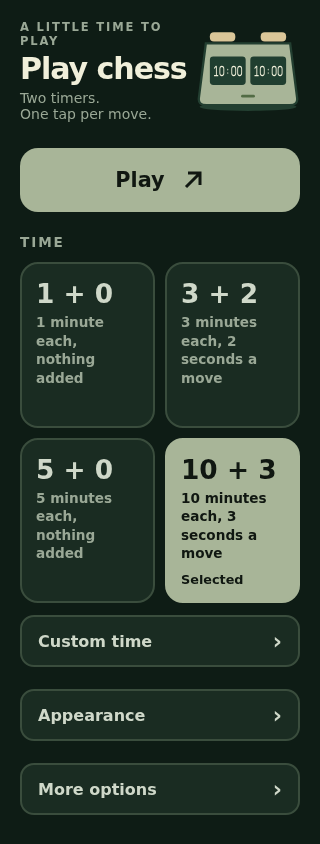 A LITTLE TIME TO
PLAY
Play chess
Two timers.
One tap per move.
10:00 10:00
Play
TIME
1 + 0
1 minute
each,
nothing
added
3 + 2
3 minutes
each, 2
seconds a
move
5 + 0
5 minutes
each,
nothing
added
10 + 3
10 minutes
each, 3
seconds a
move
Selected
Custom time
Appearance
More options